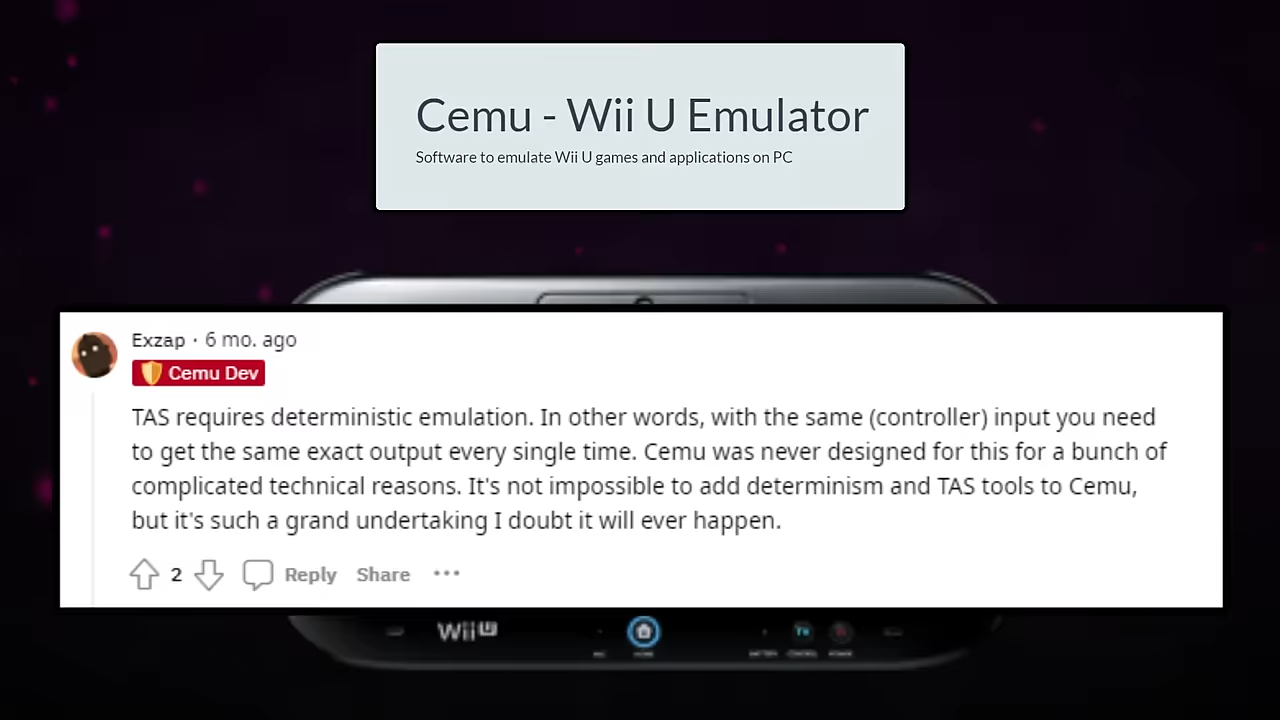 Cemu - Wii U Emulator
Software to emulate Wii U games and applications on PC
Exzap · 6 mo. ago
Cemu Dev
TAS requires deterministic emulation. In other words, with the same (controller) input you need
to get the same exact output every single time. Cemu was never designed for this for a bunch of
complicated technical reasons. It's not impossible to add determinism and TAS tools to Cemu,
but it's such a grand undertaking I doubt it will ever happen.
2 Reply Share ...
Wii U
TV